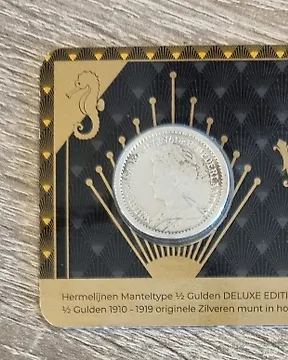 Hermelijnen Manteltype ½ Gulden DELUXE EDITI
½ Gulden 1910 - 1919 originele Zilveren munt in ho